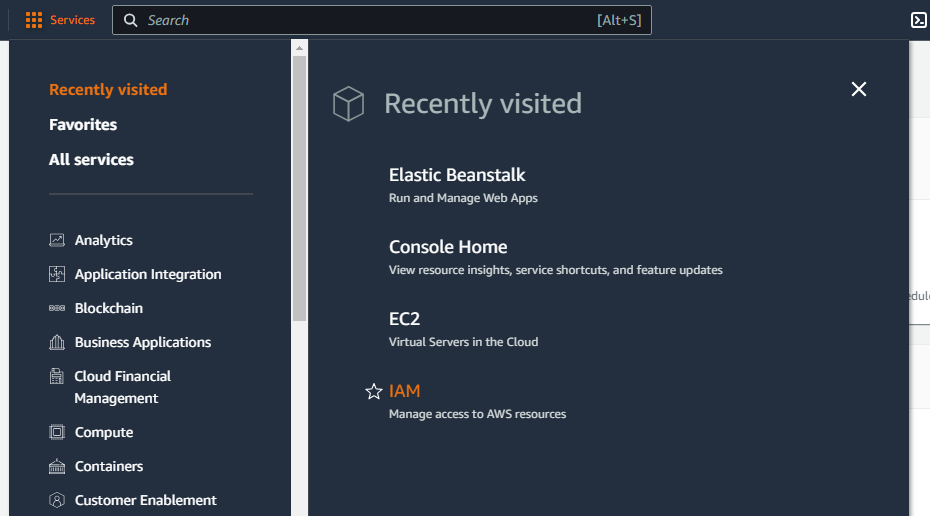 Services
Search
[Alt+S]
Recently visited
Favorites
All services
Analytics
Application Integration
Blockchain
Business Applications
Cloud Financial
Management
Compute
Containers
Customer Enablement
Recently visited
Elastic Beanstalk
Run and Manage Web Apps
Console Home
View resource insights, service shortcuts, and feature updates
EC2
Virtual Servers in the Cloud
IAM
Manage access to AWS resources